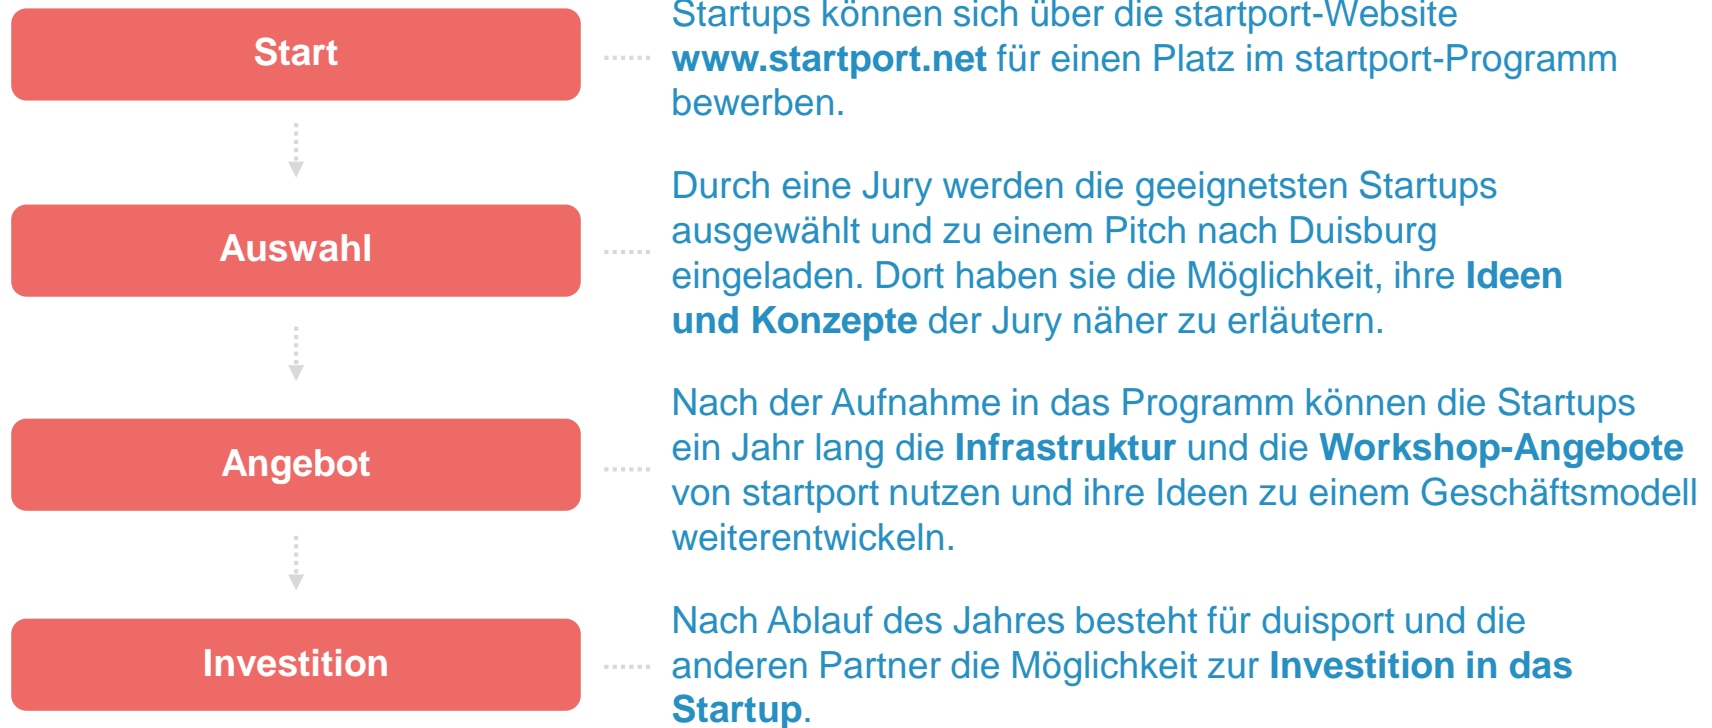 Start
Startups können sich über die startport-Website
www.startport.net für einen Platz im startport-Programm
bewerben.
Auswahl
Durch eine Jury werden die geeignetsten Startups
ausgewählt und zu einem Pitch nach Duisburg
eingeladen. Dort haben sie die Möglichkeit, ihre Ideen
und Konzepte der Jury näher zu erläutern.
Angebot
Nach der Aufnahme in das Programm können die Startups
ein Jahr lang die Infrastruktur und die Workshop-Angebote
von startport nutzen und ihre Ideen zu einem Geschäftsmodell
weiterentwickeln.
Investition
Nach Ablauf des Jahres besteht für duisport und die
anderen Partner die Möglichkeit zur Investition in das
Startup.